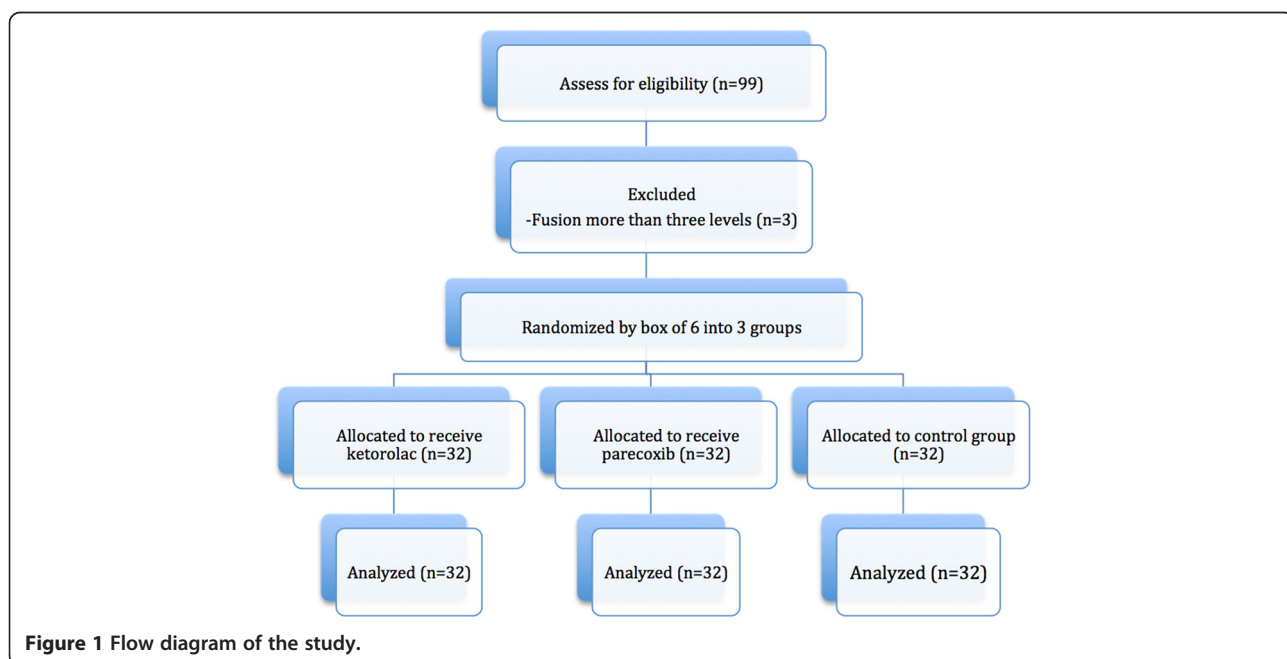 Assess for eligibility (n=99)
Excluded
-Fusion more than three levels (n=3)
Randomized by box of 6 into 3 groups
Allocated to receive
ketorolac (n=32)
Allocated to receive
parecoxib (n=32)
Allocated to control group
(n=32)
Analyzed (n=32)
Analyzed (n=32)
Analyzed (n=32)
Figure 1 Flow diagram of the study.